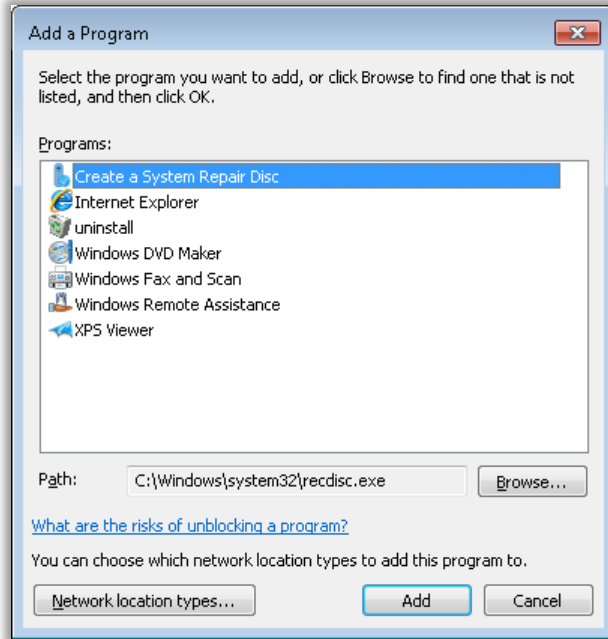 Add a Program
Select the program you want to add, or click Browse to find one that is not
listed, and then click OK.
Programs:
Create a System Repair Disc
Internet Explorer
uninstall
Windows DVD Maker
Windows Fax and Scan
Windows Remote Assistance
XPS Viewer
Path: C:\Windows\system32\recdisc.exe Browse...
What are the risks of unblocking a program?
You can choose which network location types to add this program to.
Network location types... Add Cancel